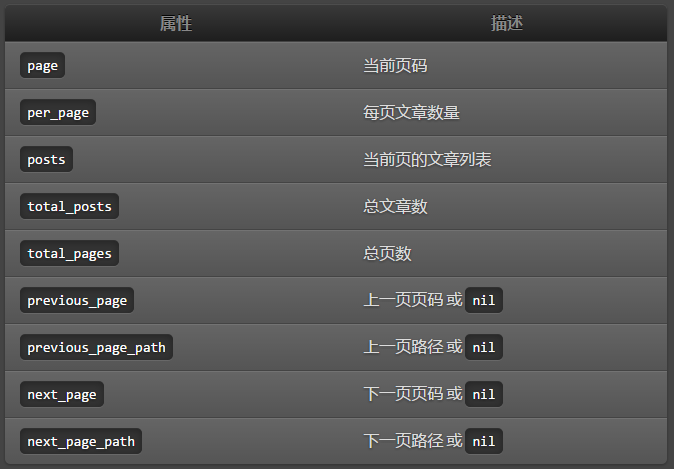 属性 描述
page 当前页码
per_page 每页文章数量
posts 当前页的文章列表
total_posts 总文章数
total_pages 总页数
previous_page 上一页页码 或 nil
previous_page_path 上一页路径 或 nil
next_page 下一页页码 或 nil
next_page_path 下一页路径 或 nil